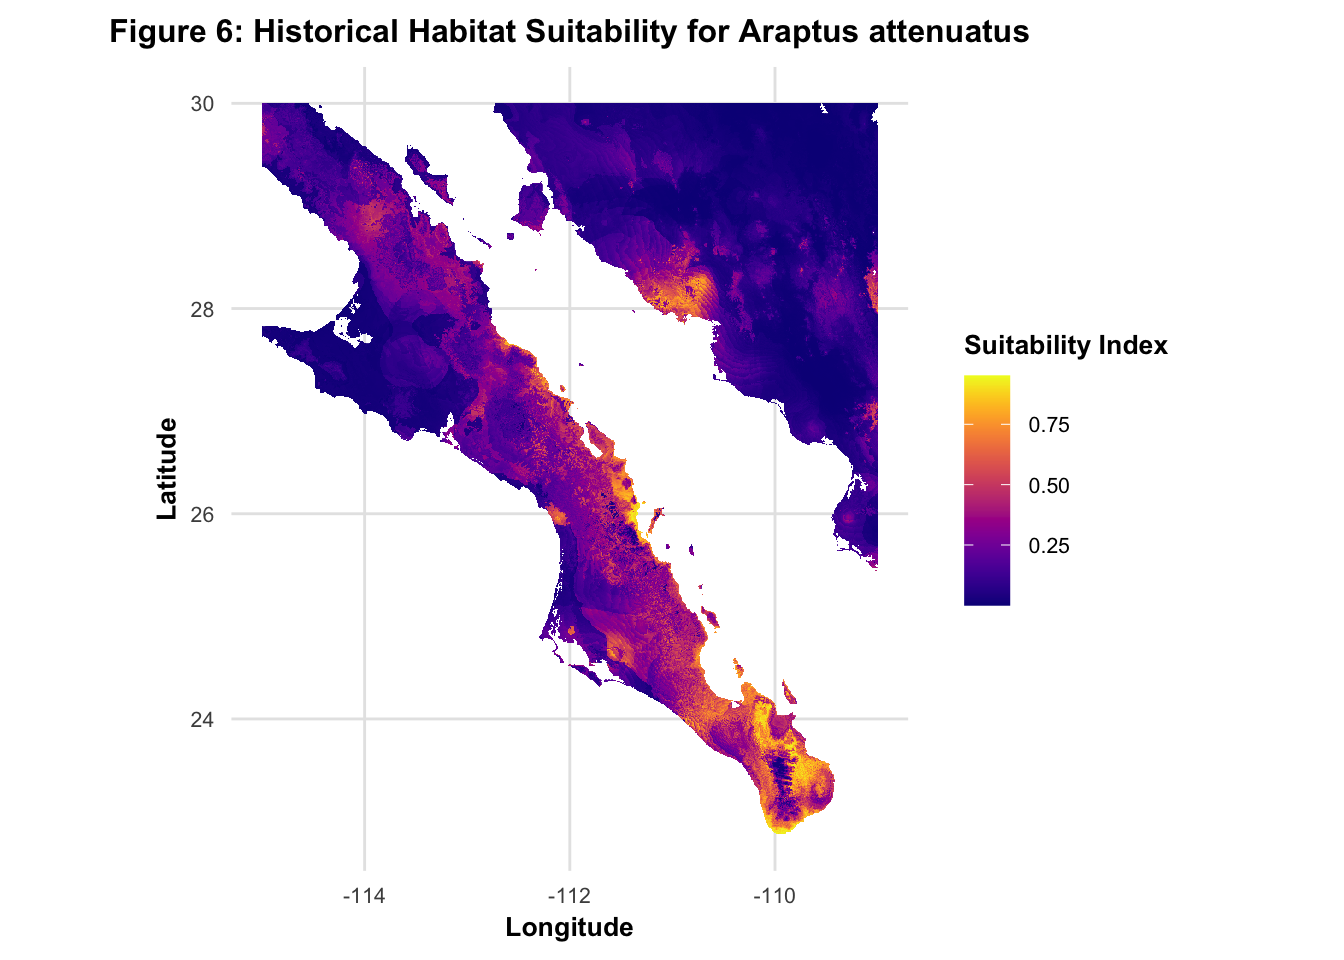 Figure 6: Historical Habitat Suitability for Araptus attenuatus
30
28
26
24
Latitude
-114
-112
-110
Longitude
Suitability Index
0.75
0.50
0.25